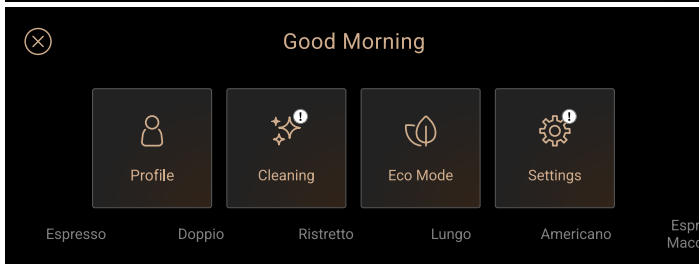 Good Morning
Profile
Cleaning
Eco Mode
Settings
Espresso
Doppio
Ristretto
Lungo
Americano